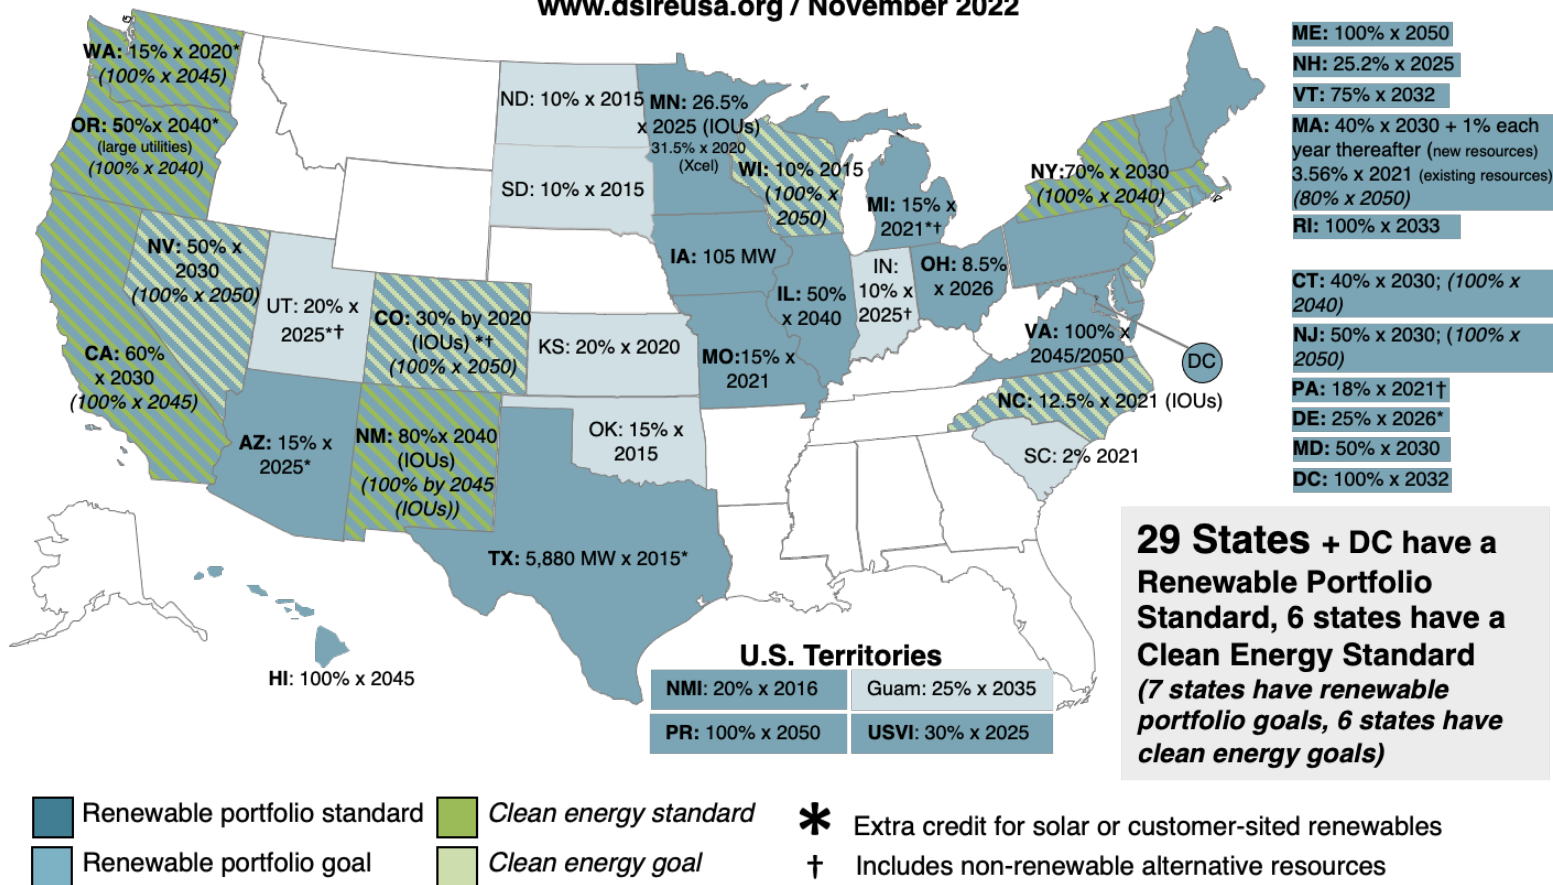 www.dsireusa.org / November 2022
WA: 15% x 2020*
(100% x 2045)
OR: 50%x 2040*
(large utilities)
(100% x 2040)
CA: 60%
x 2030
(100% x 2045)
NV: 50% x
2030
(100% x 2050)
UT: 20% x
2025*†
AZ: 15% x
2025*
CO: 30% by 2020
(IOUs) *†
(100% x 2050)
NM: 80%x 2040
(IOUs)
(100% by 2045
(IOUs))
ND: 10% x 2015
SD: 10% x 2015
KS: 20% x 2020
OK: 15% x
2015
TX: 5,880 MW x 2015*
MN: 26.5%
x 2025 (IOUs)
31.5% x 2020
(Xcel)
IA: 105 MW
MO:15% x
2021
WI: 10% 2015
(100% x
2050)
IL: 50%
x 2040
MI: 15% x
2021*†
IN:
10% x
2025†
OH: 8.5%
x 2026
NY:70% x 2030
(100% x 2040)
VA: 100% x
2045/2050
DC
NC: 12.5% x 2021 (IOUs)
SC: 2% 2021
HI: 100% x 2045
ME: 100% x 2050
NH: 25.2% x 2025
VT: 75% x 2032
MA: 40% x 2030 + 1% each
year thereafter (new resources)
3.56% x 2021 (existing resources)
(80% x 2050)
RI: 100% x 2033
CT: 40% x 2030; (100% x
2040)
NJ: 50% x 2030; (100% x
2050)
PA: 18% x 2021†
DE: 25% x 2026*
MD: 50% x 2030
DC: 100% x 2032
29 States + DC have a
Renewable Portfolio
Standard, 6 states have a
Clean Energy Standard
(7 states have renewable
portfolio goals, 6 states have
clean energy goals)
U.S. Territories
NMI: 20% x 2016
Guam: 25% x 2035
PR: 100% x 2050
USVI: 30% x 2025
Renewable portfolio standard
Clean energy standard
* Extra credit for solar or customer-sited renewables
Renewable portfolio goal
Clean energy goal
† Includes non-renewable alternative resources